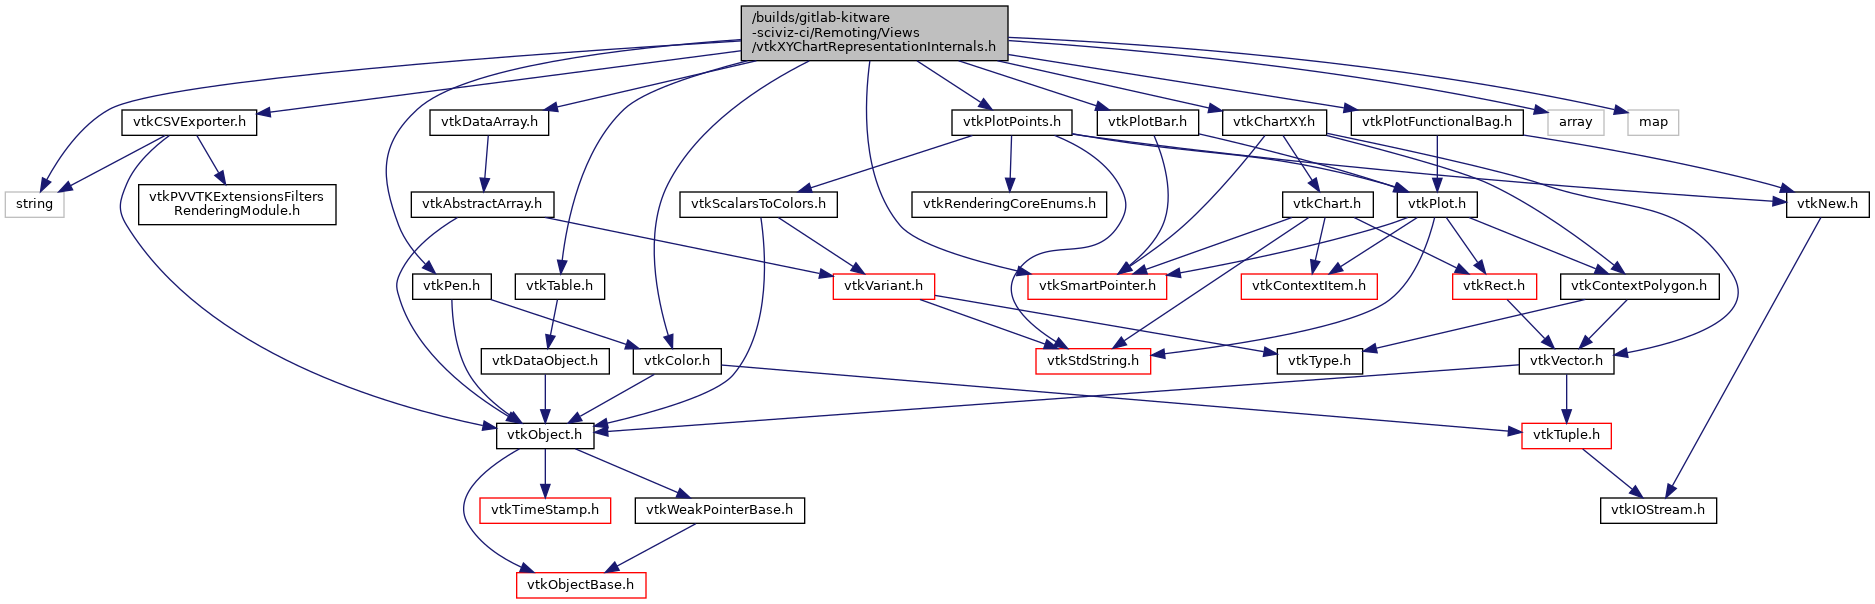 /builds/gitlab-kitware
-sciviz-ci/Remoting/Views
/vtkXYChartRepresentationInternals.h
vtkCSVExporter.h
vtkDataArray.h
vtkPlotPoints.h
vtkPlotBar.h
vtkChartXY.h
vtkPlotFunctionalBag.h
array
map
string
vtkPVVTKExtensionsFilters
RenderingModule.h
vtkAbstractArray.h
vtkScalarsToColors.h
vtkRenderingCoreEnums.h
vtkChart.h
vtkPlot.h
vtkNew.h
vtkPen.h
vtkTable.h
vtkVariant.h
vtkSmartPointer.h
vtkContextItem.h
vtkRect.h
vtkContextPolygon.h
vtkDataObject.h
vtkColor.h
vtkStdString.h
vtkType.h
vtkVector.h
vtkObject.h
vtkTuple.h
vtkTimeStamp.h
vtkWeakPointerBase.h
vtkIOStream.h
vtkObjectBase.h